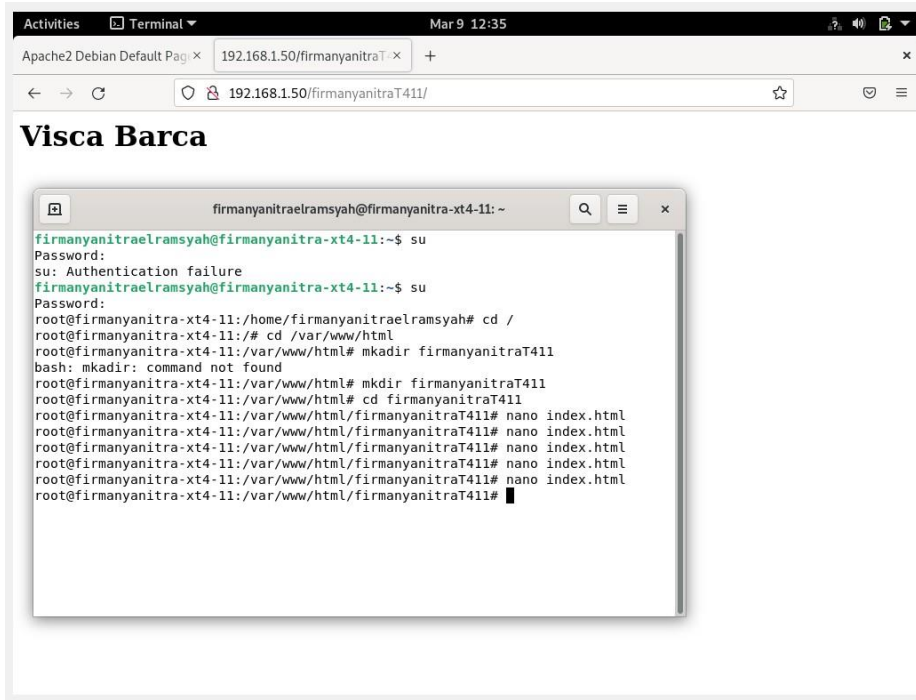 Activities Terminal Mar 9 12:35
Apache2 Debian Default Pag 192.168.1.50/firmanyanitraT
192.168.1.50/firmanyanitraT411/
Visca Barca
firmanyanitraelramsyah@firmanyanitra-xt4-11: ~
firmanyanitraelramsyah@firmanyanitra-xt4-11:~$ su
Password:
su: Authentication failure
firmanyanitraelramsyah@firmanyanitra-xt4-11:~$ su
Password:
root@firmanyanitra-xt4-11:/home/firmanyanitraelramsyah# cd /
root@firmanyanitra-xt4-11:/# cd /var/www/html
root@firmanyanitra-xt4-11:/var/www/html# mkadir firmanyanitraT411
bash: mkadir: command not found
root@firmanyanitra-xt4-11:/var/www/html# mkdir firmanyanitraT411
root@firmanyanitra-xt4-11:/var/www/html# cd firmanyanitraT411
root@firmanyanitra-xt4-11:/var/www/html/firmanyanitraT411# nano index.html
root@firmanyanitra-xt4-11:/var/www/html/firmanyanitraT411# nano index.html
root@firmanyanitra-xt4-11:/var/www/html/firmanyanitraT411# nano index.html
root@firmanyanitra-xt4-11:/var/www/html/firmanyanitraT411# nano index.html
root@firmanyanitra-xt4-11:/var/www/html/firmanyanitraT411# nano index.html
root@firmanyanitra-xt4-11:/var/www/html/firmanyanitraT411#